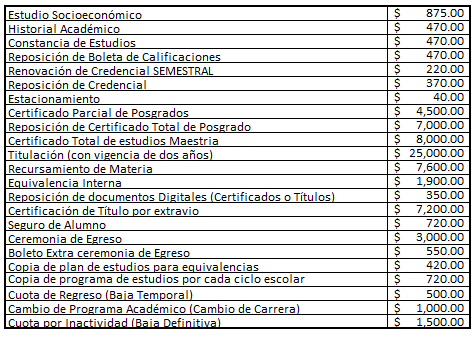 Estudio Socioeconómico $ 875.00
Historial Académico $ 470.00
Constancia de Estudios $ 470.00
Reposición de Boleta de Calificaciones $ 470.00
Renovación de Credencial SEMESTRAL $ 220.00
Reposición de Credencial $ 370.00
Estacionamiento $ 40.00
Certificado Parcial de Posgrados $ 4,500.00
Reposición de Certificado Total de Posgrado $ 7,000.00
Certificado Total de estudios Maestria $ 8,000.00
Titulación (con vigencia de dos años) $ 25,000.00
Recursamiento de Materia $ 7,600.00
Equivalencia Interna $ 1,900.00
Reposición de documentos Digitales (Certificados o Títulos) $ 350.00
Certificación de Título por extravio $ 7,200.00
Seguro de Alumno $ 720.00
Ceremonia de Egreso $ 3,000.00
Boleto Extra ceremonia de Egreso $ 550.00
Copia de plan de estudios para equivalencias $ 420.00
Copia de programa de estudios por cada ciclo escolar $ 720.00
Cuota de Regreso (Baja Temporal) $ 500.00
Cambio de Programa Académico (Cambio de Carrera) $ 1,000.00
Cuota por Inactividad (Baja Definitiva) $ 1,500.00